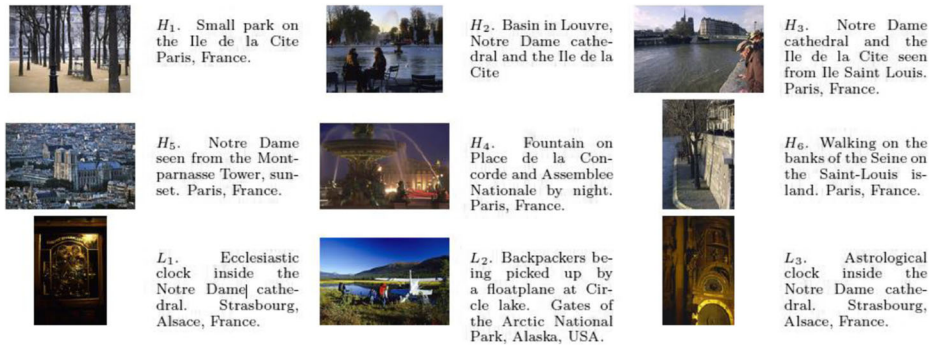 H₁. Small park on
the Ile de la Cite
Paris, France.
H₂. Basin in Louvre,
Notre Dame cathe-
dral and the Ile de la
Cite
H₃. Notre Dame
cathedral and the
Ile de la Cite seen
from Ile Saint Louis.
Paris, France.
H₅. Notre Dame
seen from the Mont-
parnasse Tower, sun-
set. Paris, France.
H₄. Fountain on
Place de la Con-
corde and Assemblee
Nationale by night.
Paris, France.
H₆. Walking on the
banks of the Seine on
the Saint-Louis is-
land. Paris, France.
L₁. Ecclesiastic
clock inside the
Notre Dame| cathe-
dral. Strasbourg,
Alsace, France.
L₂. Backpackers be-
ing picked up by
a floatplane at Cir-
cle lake. Gates of
the Arctic National
Park, Alaska, USA.
L₃. Astrological
clock inside the
Notre Dame cathe-
dral. Strasbourg,
Alsace, France.